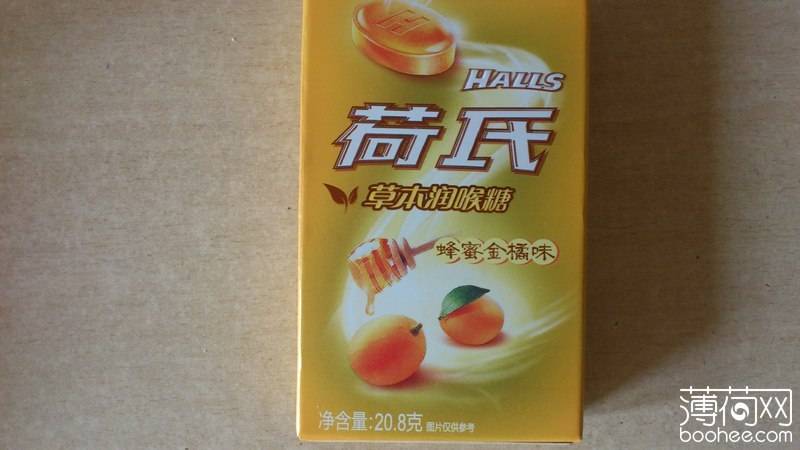 H
HALLS
荷氏
草本润喉糖
蜂蜜金橘味
净含量:20.8克 图片仅供参考
薄荷网
boohee.com